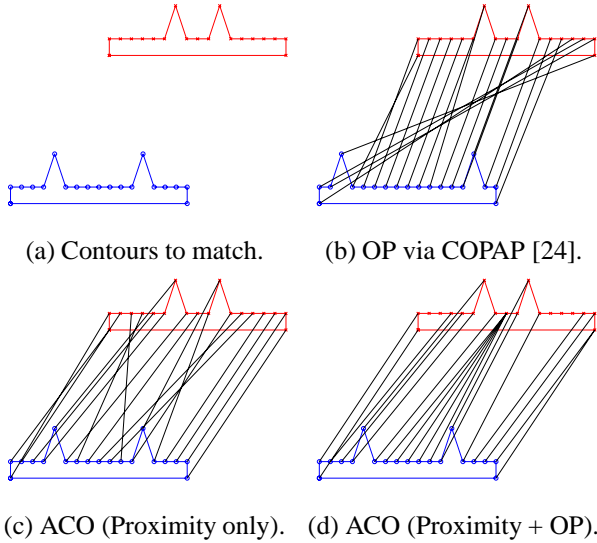 (a) Contours to match.
(b) OP via COPAP [24].
(c) ACO (Proximity only).
(d) ACO (Proximity + OP).